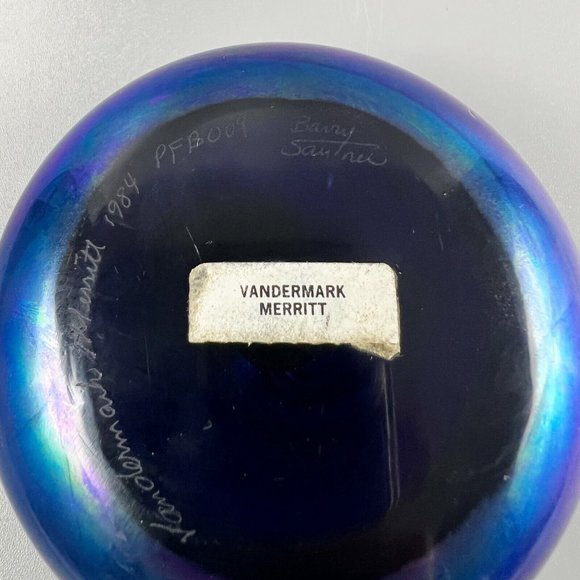 Vandermark Merritt 1984 PFB009
Barry
Sautner
VANDERMARK
MERRITT